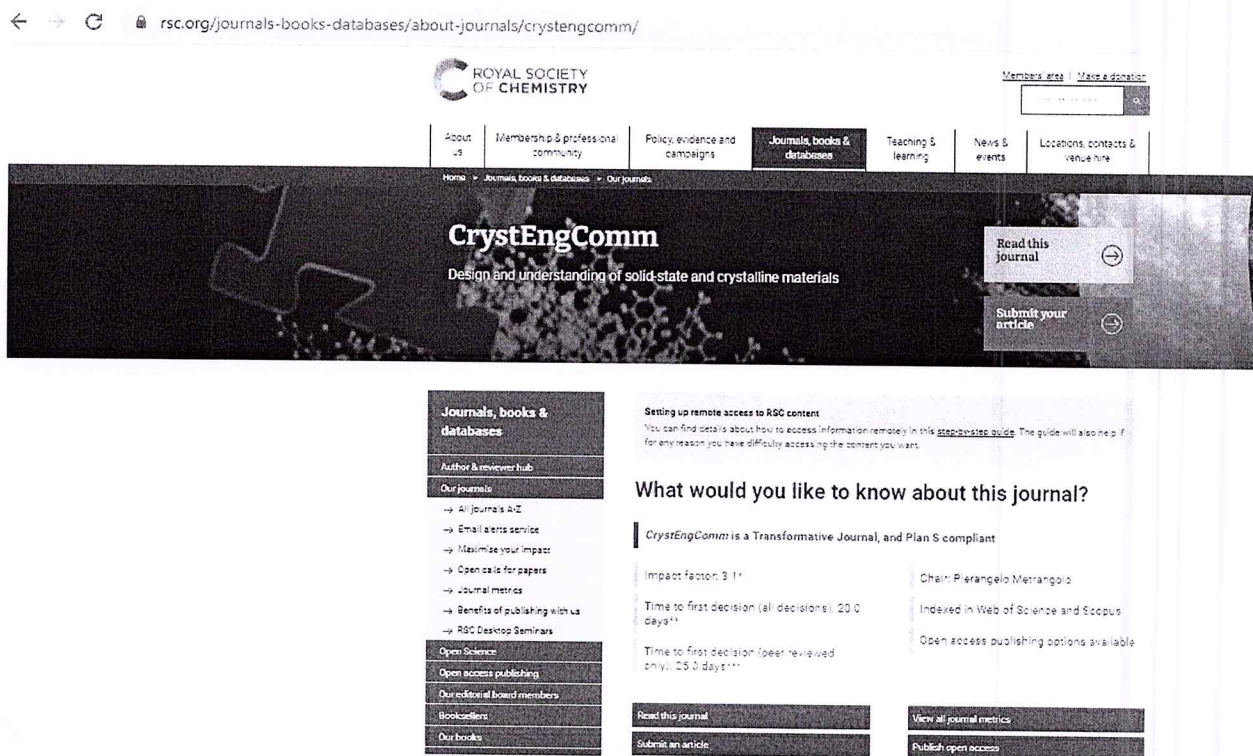 rsc.org/journals-books-databases/about-journals/crystengcomm/
ROYAL SOCIETY
OF CHEMISTRY
Members' area | Make a donation
About
us
Membership & professional
community
Policy, evidence and
campaigns
Journals, books &
databases
Teaching &
learning
News &
events
Locations, contacts &
venue hire
Home > Journals, books & databases > Our journals
CrystEngComm
Design and understanding of solid-state and crystalline materials
Read this
journal
Submit your
article
Journals, books &
databases
Author & reviewer hub
Our journals
→ All journals A-Z
→ Email alerts service
→ Maximise your impact
→ Open calls for papers
→ Journal metrics
→ Benefits of publishing with us
→ RSC Desktop Seminars
Open Science
Open access publishing
Our editorial board members
Booksellers
Our books
Setting up remote access to RSC content
You can find details about how to access information remotely in this step-by-step guide. The guide will also help if
for any reason you have difficulty accessing the content you want.
What would you like to know about this journal?
CrystEngComm is a Transformative Journal, and Plan S compliant
Impact factor: 3.1*
Time to first decision (all decisions): 20.0
days**
Time to first decision (peer reviewed
only): 25.0 days***
Chair: Pierangelo Metrangolo
Indexed in Web of Science and Scopus
Open access publishing options available
Read this journal
Submit an article
View all journal metrics
Publish open access